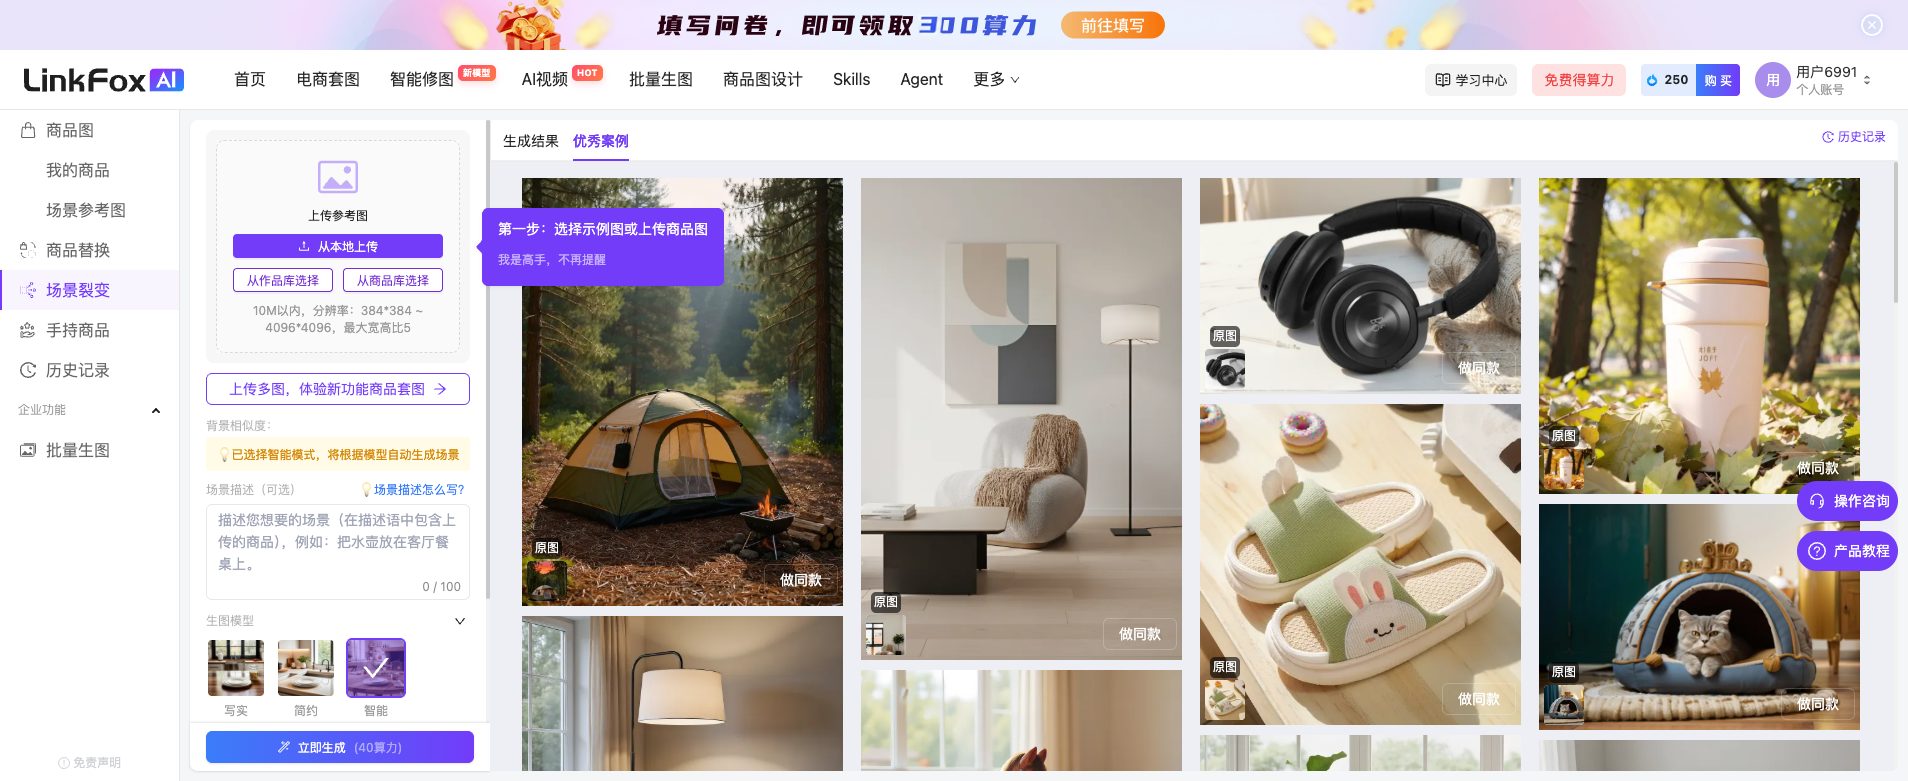 填写问卷，即可领取300算力
前往填写
LinkFox AI
首页
电商套图
智能修图
新模型
AI视频
HOT
批量生图
商品图设计
Skills
Agent
更多
学习中心
免费得算力
250
购买
用
用户6991
个人账号
商品图
我的商品
场景参考图
商品替换
场景裂变
手持商品
历史记录
企业功能
批量生图
免责声明
上传参考图
从本地上传
从作品库选择
从商品库选择
10M以内，分辨率：384*384 ~
4096*4096，最大宽高比5
上传多图，体验新功能商品套图
背景相似度：
已选择智能模式，将根据模型自动生成场景
场景描述（可选）
场景描述怎么写?
描述您想要的场景（在描述语中包含上
传的商品），例如：把水壶放在客厅餐
桌上。
0 / 100
生图模型
写实
简约
智能
立即生成 (40算力)
生成结果
优秀案例
历史记录
第一步：选择示例图或上传商品图
我是高手，不再提醒
原图
做同款
原图
做同款
原图
做同款
原图
做同款
原图
做同款
原图
做同款
操作咨询
产品教程